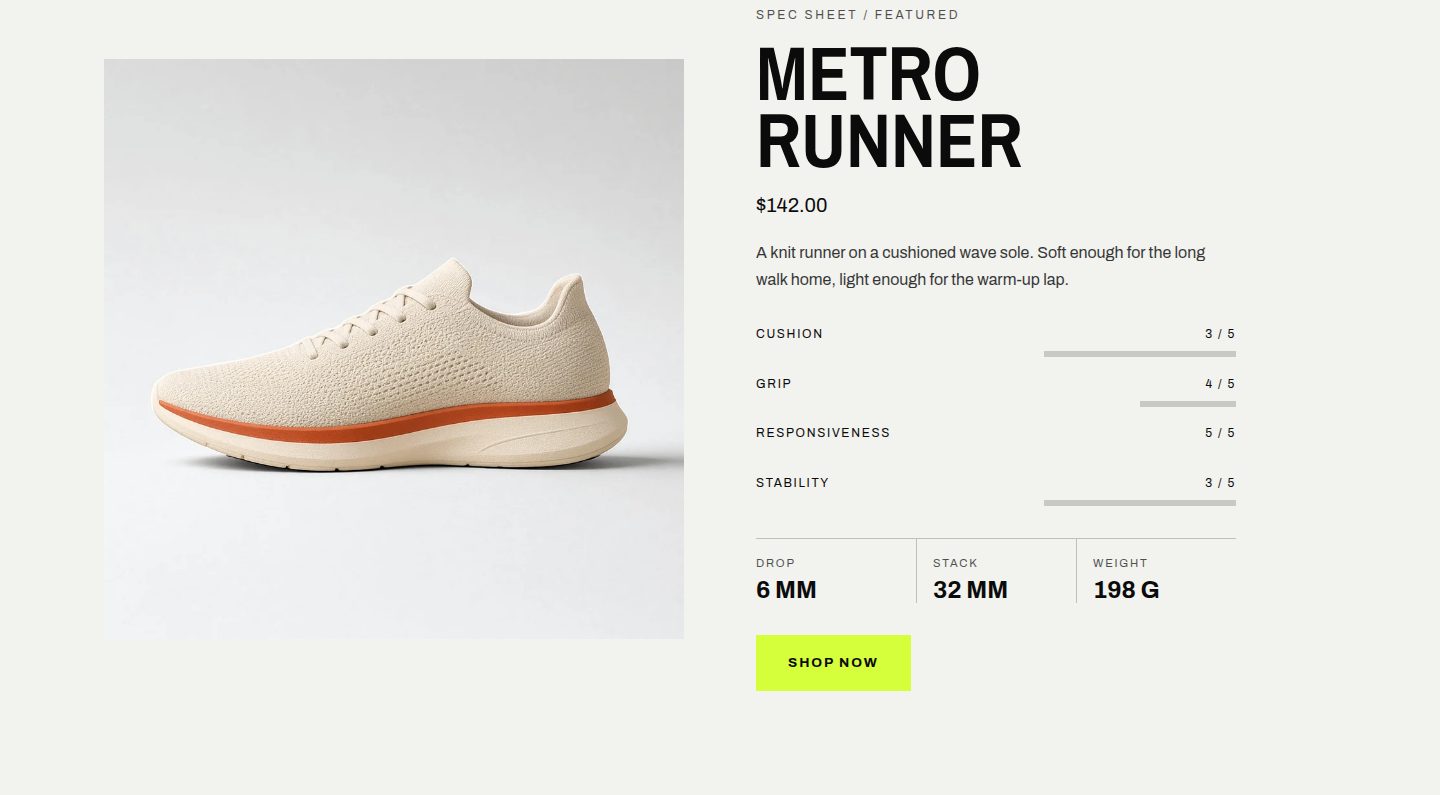 SPEC SHEET / FEATURED
METRO
RUNNER
$142.00
A knit runner on a cushioned wave sole. Soft enough for the long
walk home, light enough for the warm-up lap.
CUSHION 3 / 5
GRIP 4 / 5
RESPONSIVENESS 5 / 5
STABILITY 3 / 5
DROP STACK WEIGHT
6 MM 32 MM 198 G
SHOP NOW